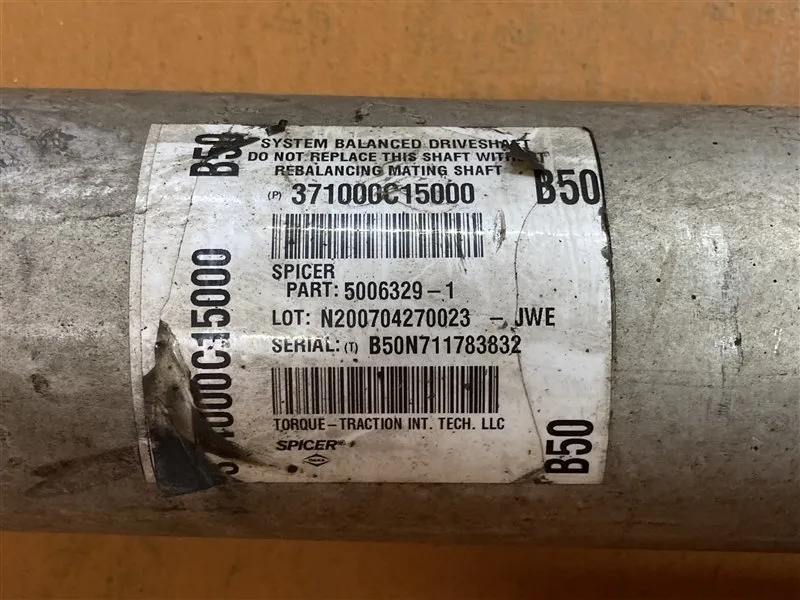 SYSTEM BALANCED DRIVESHAFT
DO NOT REPLACE THIS SHAFT WITHOUT
REBALANCING MATING SHAFT
B50
(P) 371000C15000
B50
SPICER
PART: 5006329-1
LOT: N200704270023 - JWE
SERIAL: (T) B50N711783832
TORQUE-TRACTION INT. TECH. LLC
SPICER
000C15000
B50